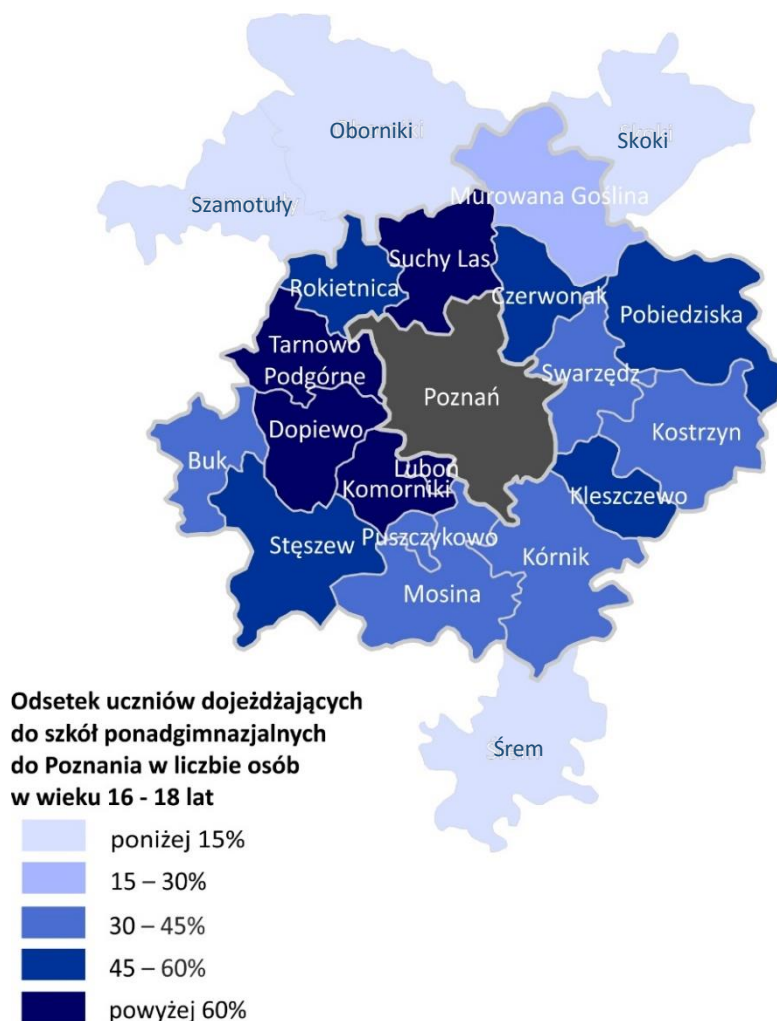 Oborniki
Skoki
Szamotuły
Murowana Goślina
Suchy Las
Rokietnica
Czerwonak
Pobiedziska
Tarnowo
Podgórne
Swarzędz
Poznań
Kostrzyn
Dopiewo
Buk
Luboń
Komorniki
Kleszczewo
Puszczykowo
Stęszew
Kórnik
Mosina
Śrem
Odsetek uczniów dojeżdżających
do szkół ponadgimnazjalnych
do Poznania w liczbie osób
w wieku 16 - 18 lat
poniżej 15%
15 – 30%
30 – 45%
45 – 60%
powyżej 60%